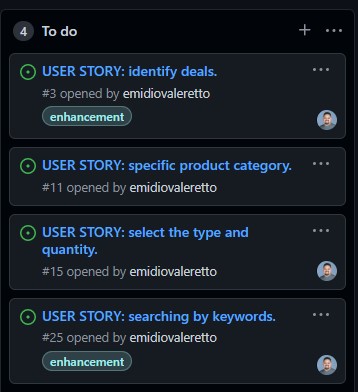 4 To do
USER STORY: identify deals.
#3 opened by emidiovaleretto
enhancement
USER STORY: specific product category.
#11 opened by emidiovaleretto
USER STORY: select the type and
quantity.
#15 opened by emidiovaleretto
USER STORY: searching by keywords.
#25 opened by emidiovaleretto
enhancement